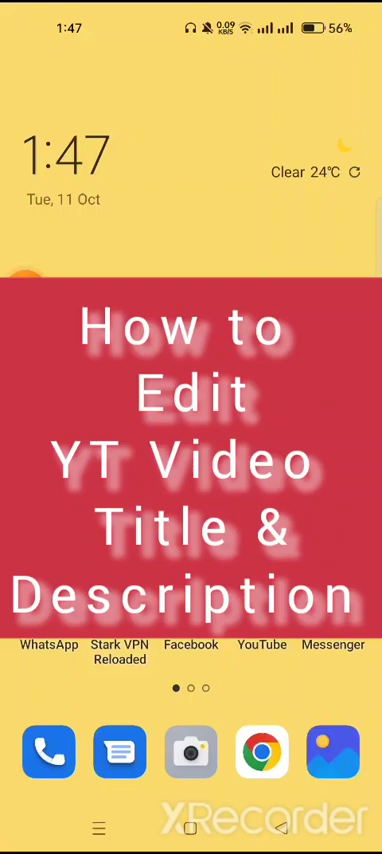 1:47
0.09
KB/S
56%
1:47
Clear 24°C
Tue, 11 Oct
How to
Edit
YT Video
Title &
Description
WhatsApp Stark VPN Facebook YouTube Messenger
Reloaded
XRecorder